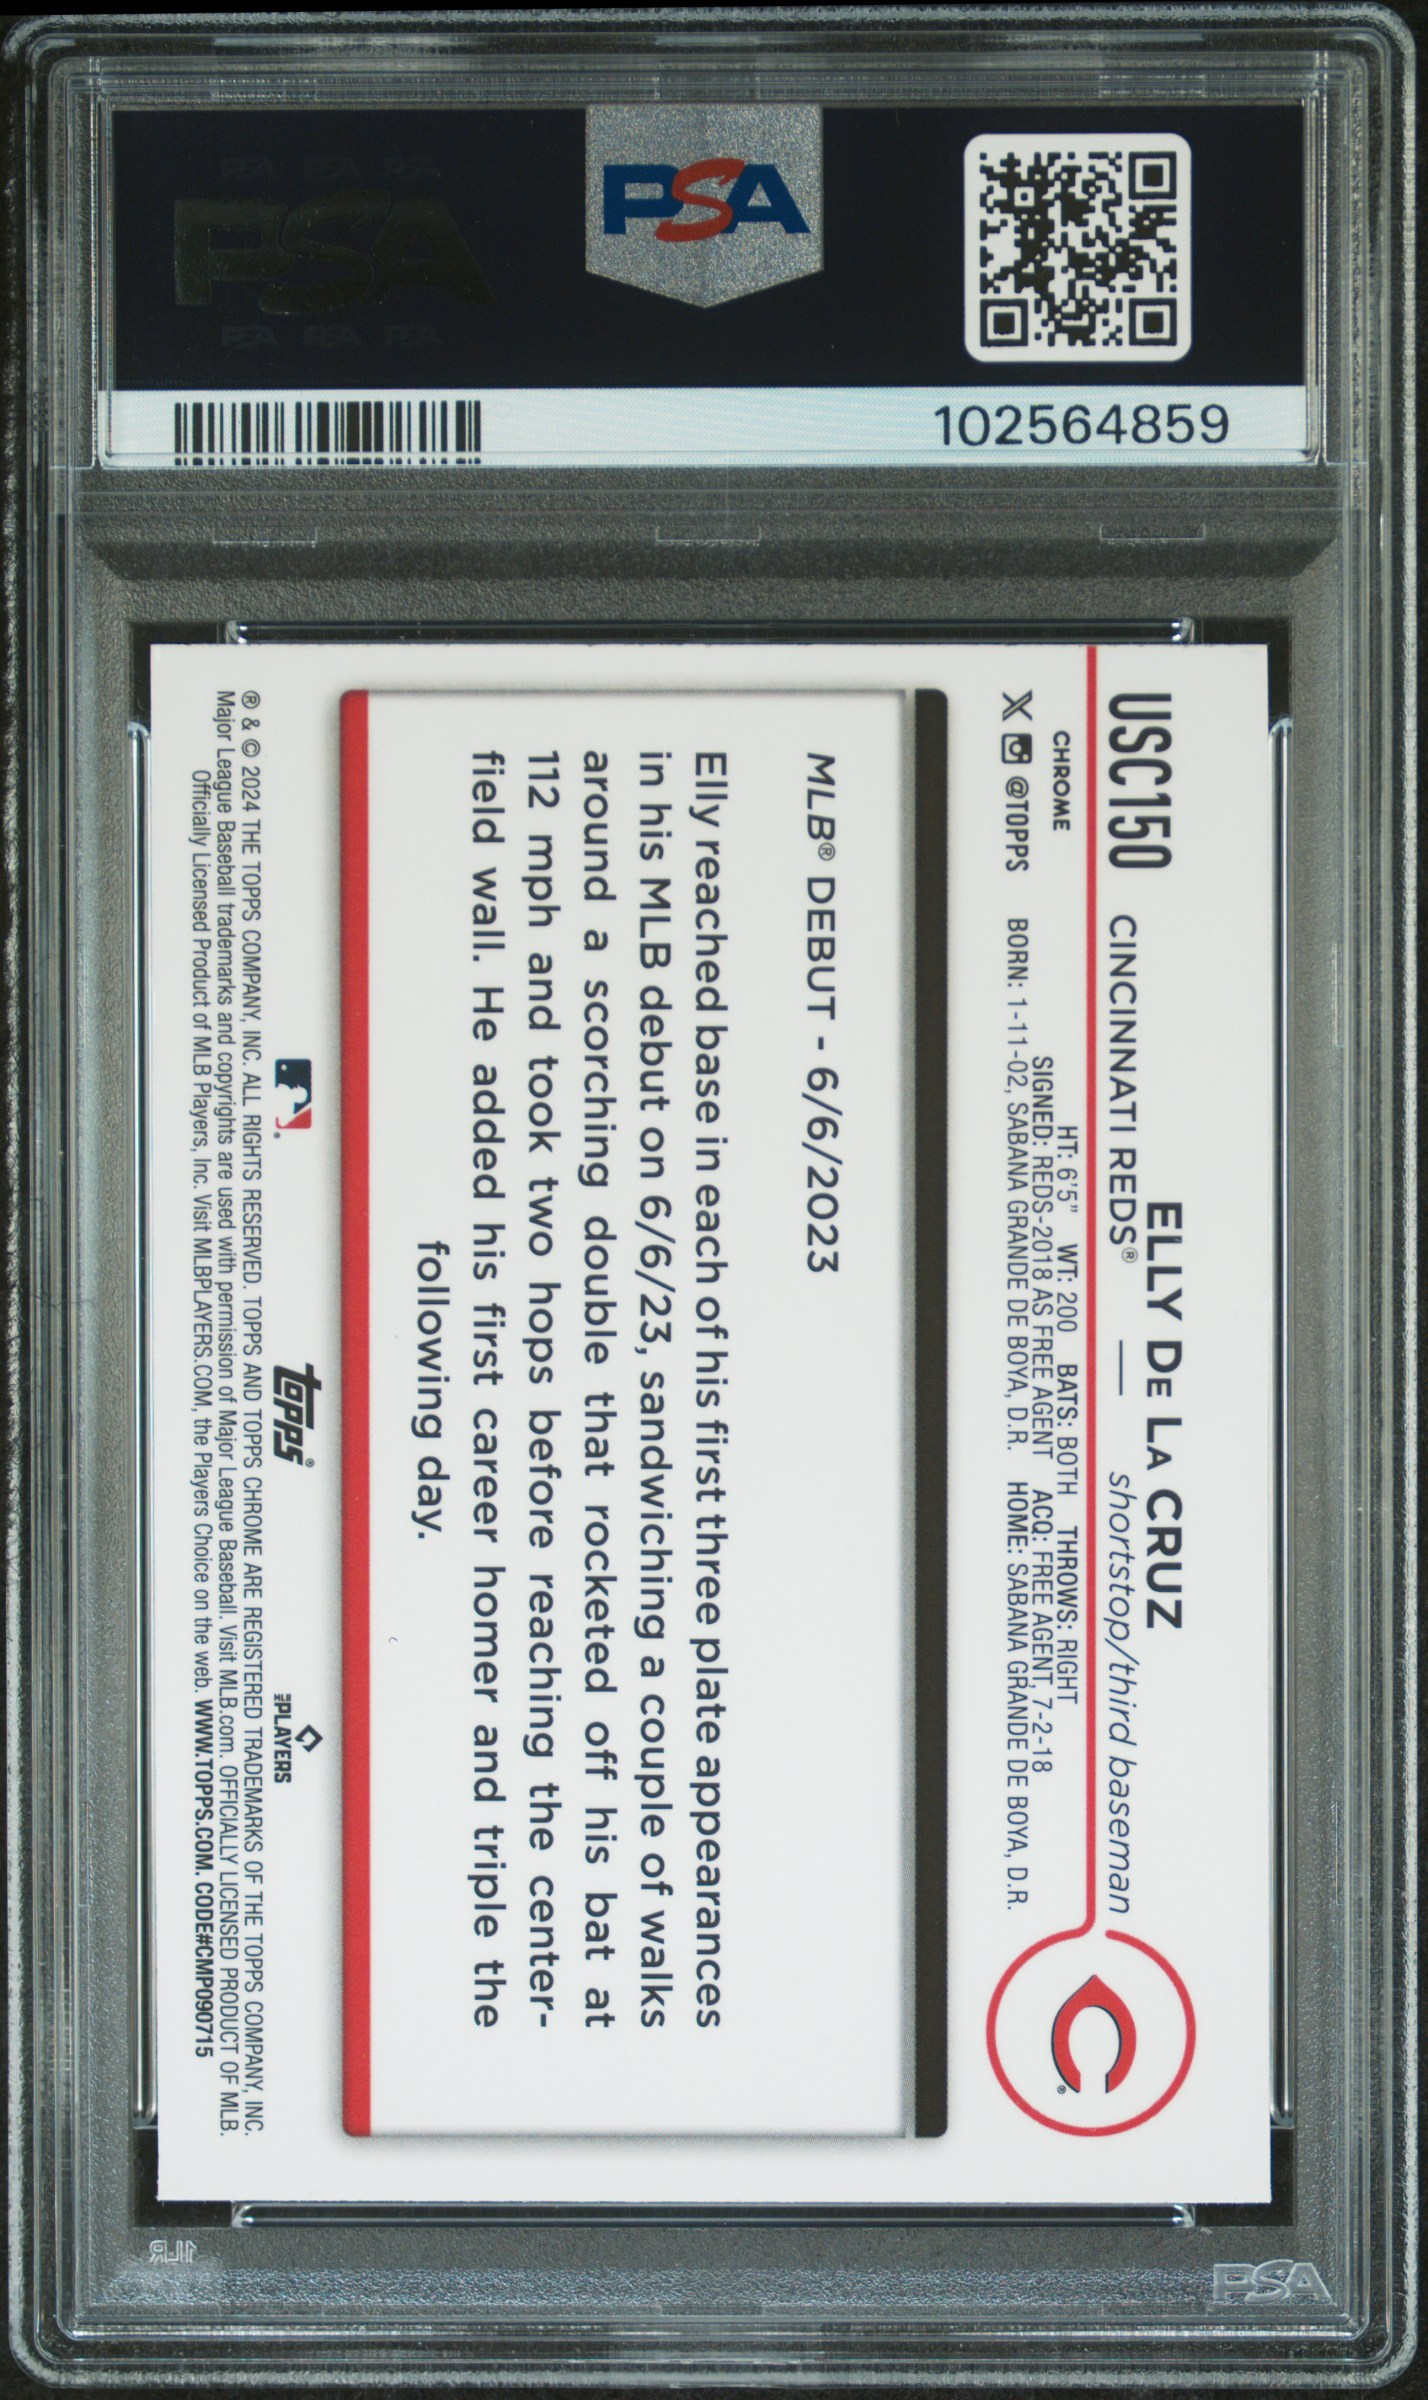 PSA PSA PSA
PSA
PSA PSA PSA
PSA
102564859
USC150
ELLY DE LA CRUZ
CINCINNATI REDS® — shortstop/third baseman
CHROME
HT: 6'5" WT: 200 BATS: BOTH THROWS: RIGHT
SIGNED: REDS-2018 AS FREE AGENT ACQ: FREE AGENT, 7-2-18
@TOPPS BORN: 1-11-02, SABANA GRANDE DE BOYA, D.R. HOME: SABANA GRANDE DE BOYA, D.R.
C®
MLB® DEBUT - 6/6/2023
Elly reached base in each of his first three plate appearances
in his MLB debut on 6/6/23, sandwiching a couple of walks
around a scorching double that rocketed off his bat at
112 mph and took two hops before reaching the center-
field wall. He added his first career homer and triple the
following day.
topps®
MLB PLAYERS
® & © 2024 THE TOPPS COMPANY, INC. ALL RIGHTS RESERVED. TOPPS AND TOPPS CHROME ARE REGISTERED TRADEMARKS OF THE TOPPS COMPANY, INC.
Major League Baseball trademarks and copyrights are used with permission of Major League Baseball. Visit MLB.com. OFFICIALLY LICENSED PRODUCT OF MLB.
Officially Licensed Product of MLB Players, Inc. Visit MLBPLAYERS.COM, the Players Choice on the web. WWW.TOPPS.COM. CODE#CMP090715
1LR
PSA